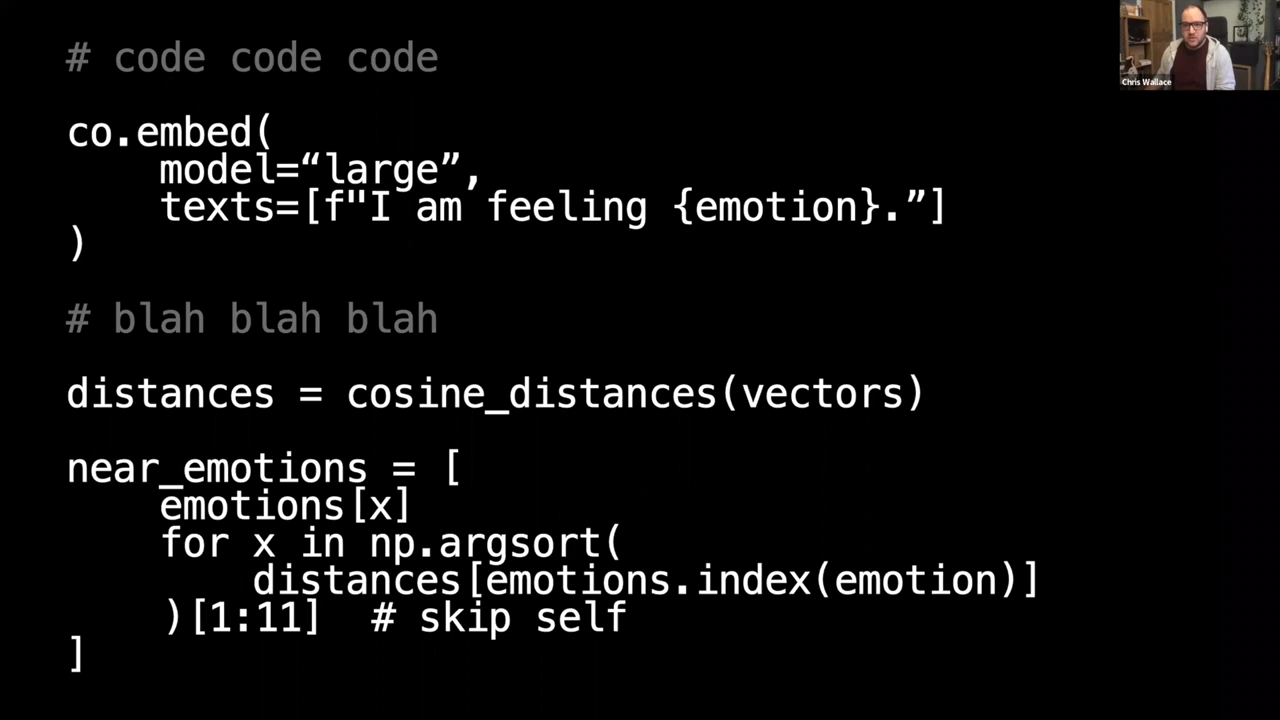 # code code code
co.embed(
model=“large”,
texts=[f"I am feeling {emotion}.”]
)
# blah blah blah
distances = cosine_distances(vectors)
near_emotions = [
emotions[x]
for x in np.argsort(
distances[emotions.index(emotion)]
)[1:11]  # skip self
]
Chris Wallace